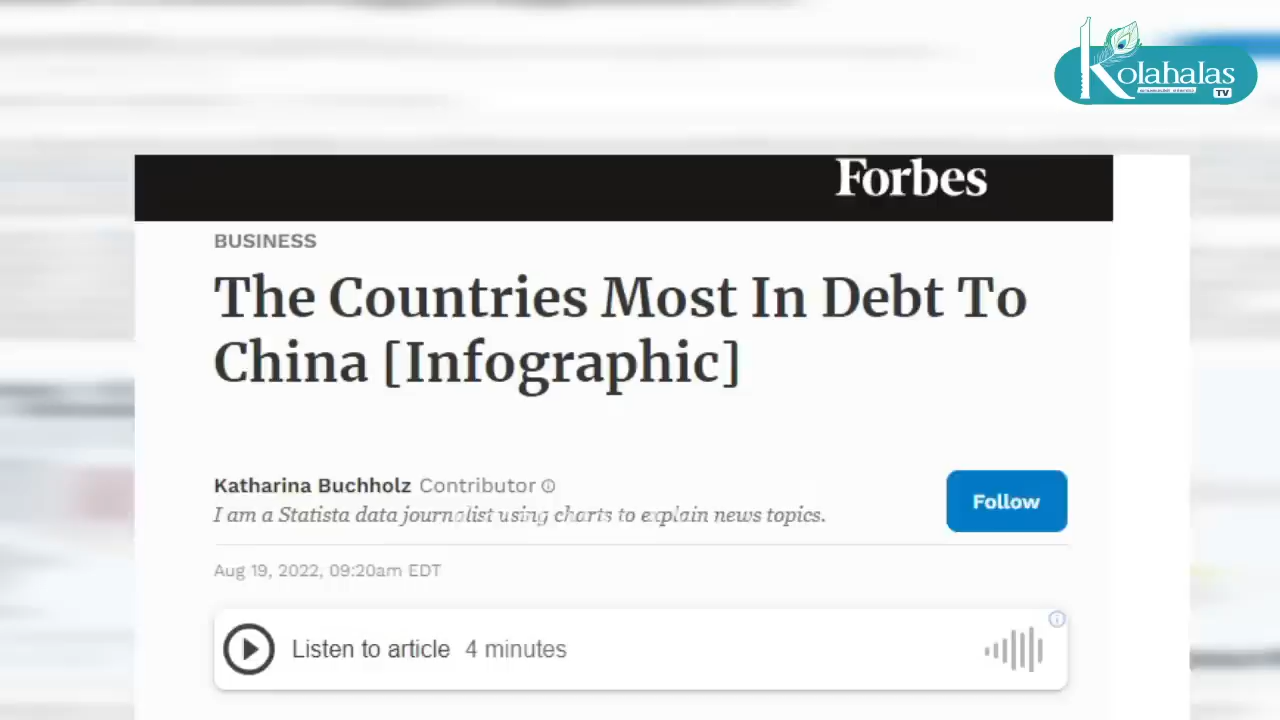 Kolahalas
TV
Forbes
BUSINESS
The Countries Most In Debt To
China [Infographic]
Katharina Buchholz Contributor
I am a Statista data journalist using charts to explain news topics.
Follow
Aug 19, 2022, 09:20am EDT
Listen to article 4 minutes